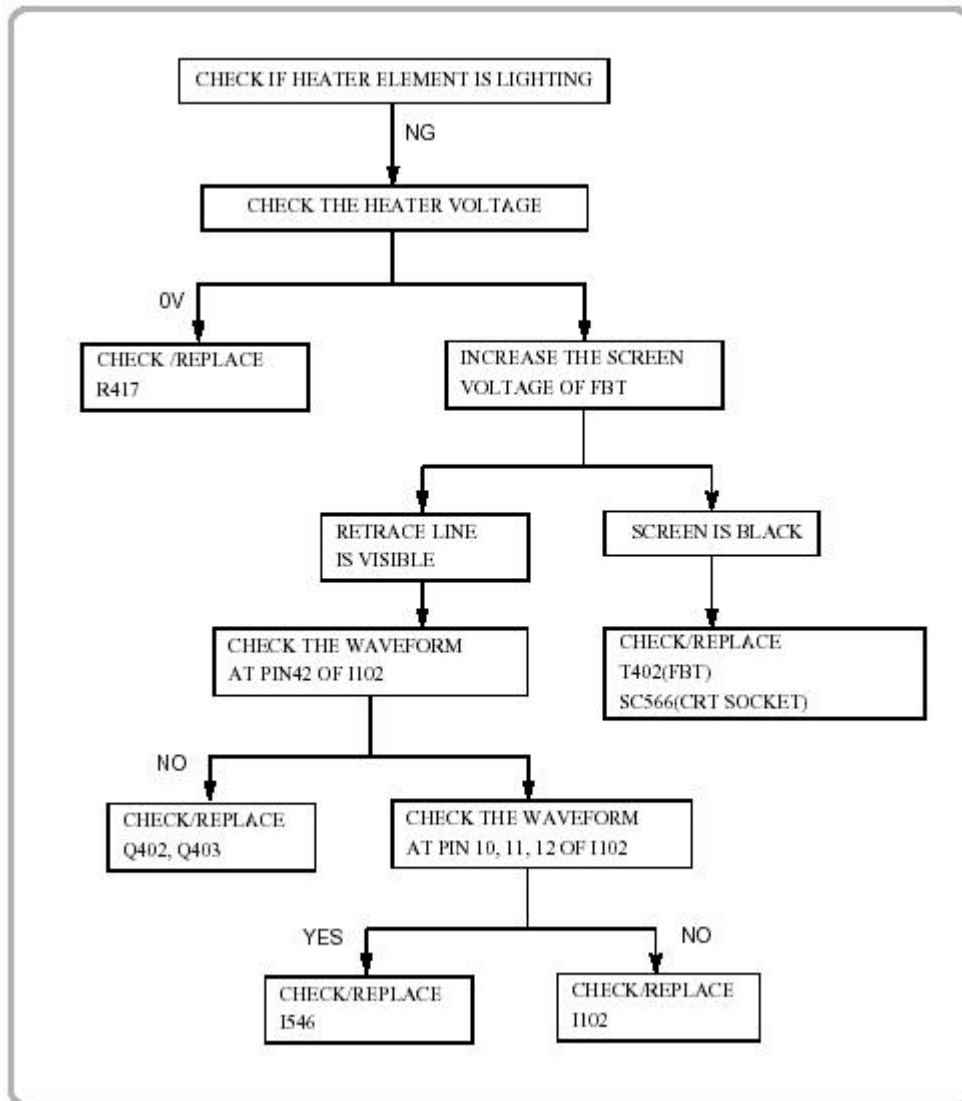 CHECK IF HEATER ELEMENT IS LIGHTING
NG
CHECK THE HEATER VOLTAGE
0V
CHECK /REPLACE
R417
INCREASE THE SCREEN
VOLTAGE OF FBT
RETRACE LINE
IS VISIBLE
SCREEN IS BLACK
CHECK THE WAVEFORM
AT PIN42 OF I102
CHECK/REPLACE
T402(FBT)
SC566(CRT SOCKET)
NO
CHECK/REPLACE
Q402, Q403
CHECK THE WAVEFORM
AT PIN 10, 11, 12 OF I102
YES
NO
CHECK/REPLACE
I546
CHECK/REPLACE
I102